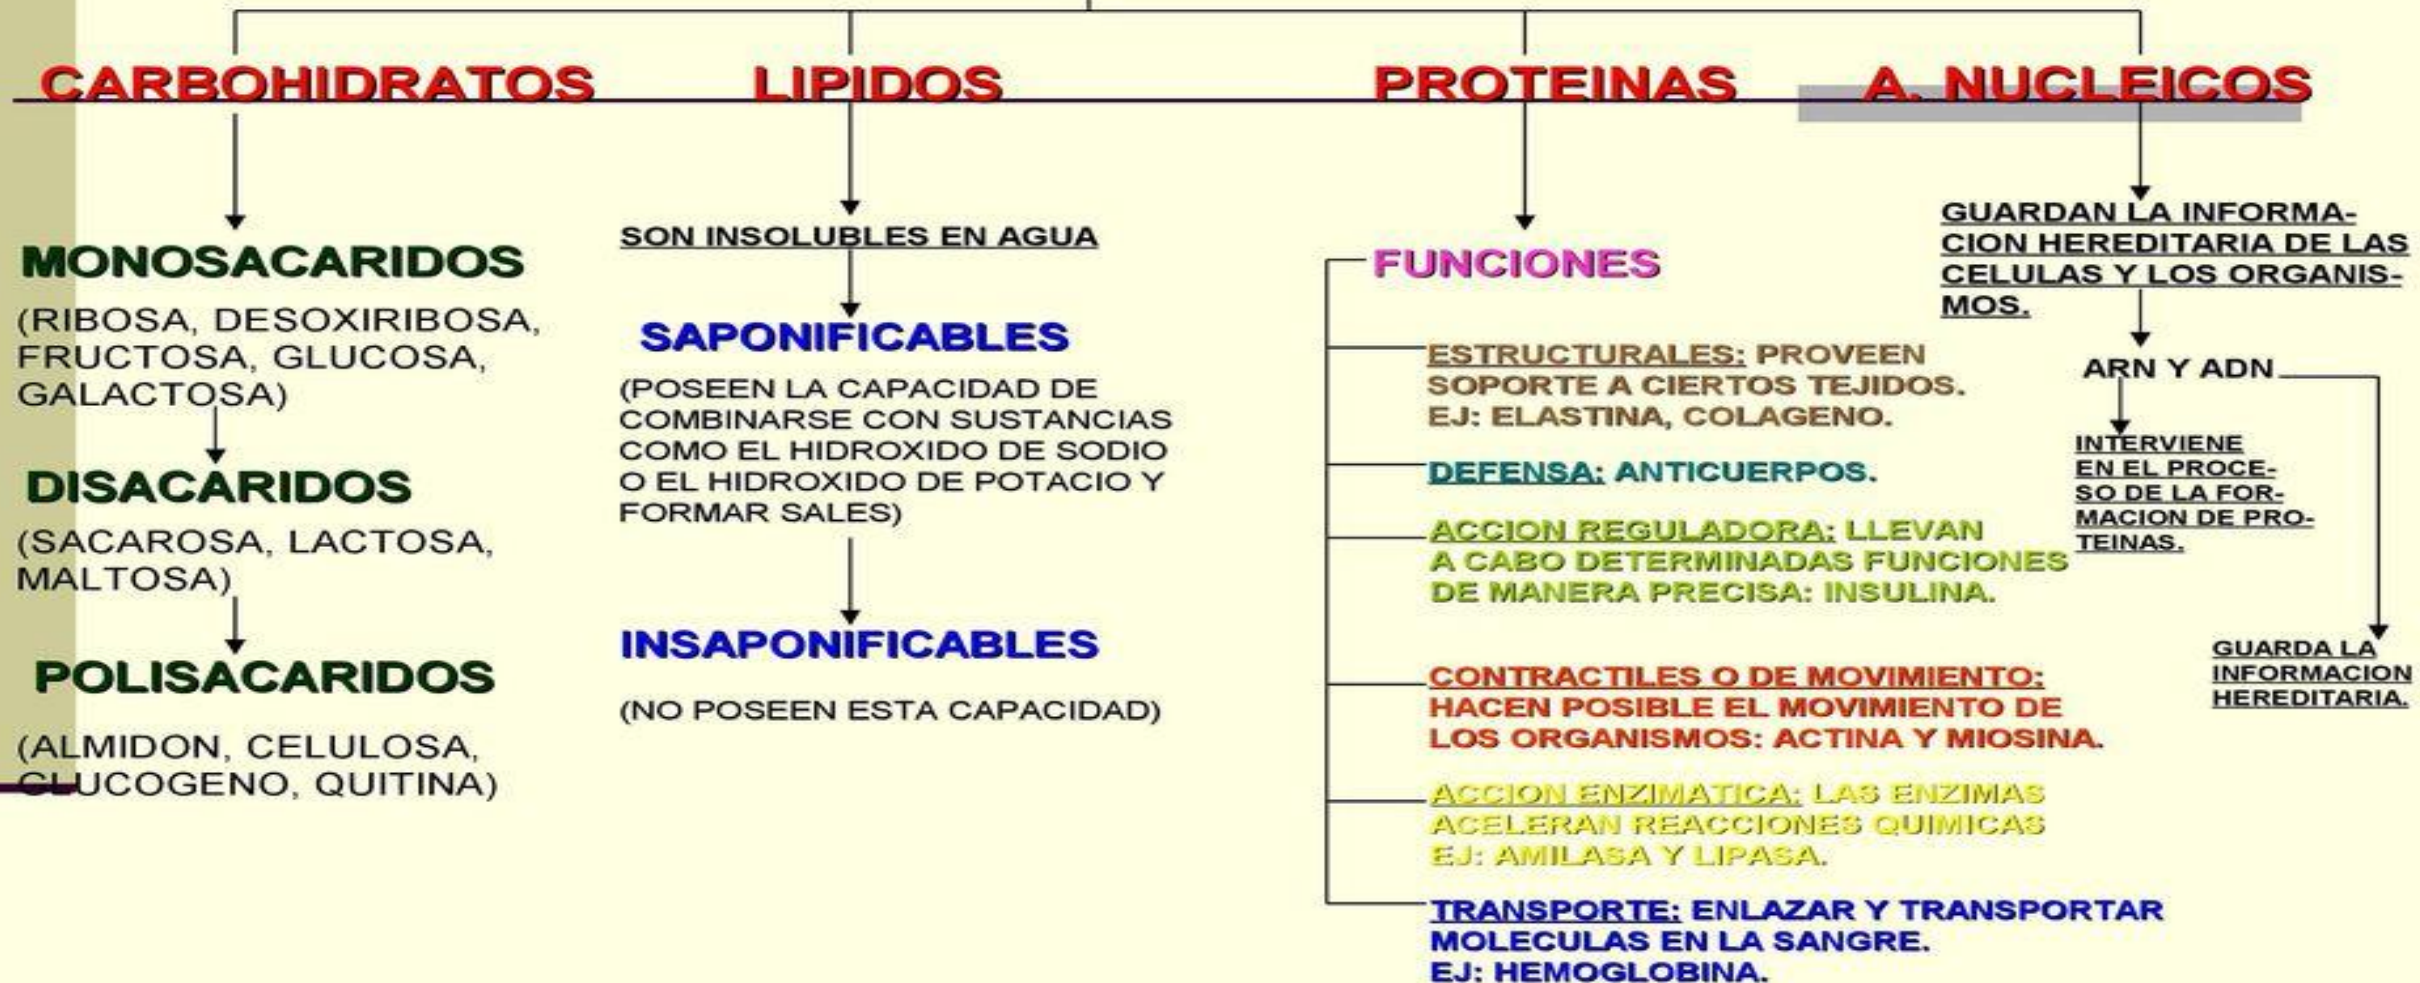 CARBOHIDRATOS
MONOSACARIDOS
(RIBOSA, DESOXIRIBOSA,
FRUCTOSA, GLUCOSA,
GALACTOSA)
DISACARIDOS
(SACAROSA, LACTOSA,
MALTOSA)
POLISACARIDOS
(ALMIDON, CELULOSA,
GLUCOGENO, QUITINA)
LIPIDOS
SON INSOLUBLES EN AGUA
SAPONIFICABLES
(POSEEN LA CAPACIDAD DE
COMBINARSE CON SUSTANCIAS
COMO EL HIDROXIDO DE SODIO
O EL HIDROXIDO DE POTACIO Y
FORMAR SALES)
INSAPONIFICABLES
(NO POSEEN ESTA CAPACIDAD)
PROTEINAS
FUNCIONES
ESTRUCTURALES: PROVEEN
SOPORTE A CIERTOS TEJIDOS.
EJ: ELASTINA, COLAGENO.
DEFENSA: ANTICUERPOS.
ACCION REGULADORA: LLEVAN
A CABO DETERMINADAS FUNCIONES
DE MANERA PRECISA: INSULINA.
CONTRACTILES O DE MOVIMIENTO:
HACEN POSIBLE EL MOVIMIENTO DE
LOS ORGANISMOS: ACTINA Y MIOSINA.
ACCION ENZIMATICA: LAS ENZIMAS
ACELERAN REACCIONES QUIMICAS
EJ: AMILASA Y LIPASA.
TRANSPORTE: ENLAZAR Y TRANSPORTAR
MOLECULAS EN LA SANGRE.
EJ: HEMOGLOBINA.
A. NUCLEICOS
GUARDAN LA INFORMA-
CION HEREDITARIA DE LAS
CELULAS Y LOS ORGANIS-
MOS.
ARN Y ADN
INTERVIENE
EN EL PROCE-
SO DE LA FOR-
MACION DE PRO-
TEINAS.
GUARDA LA
INFORMACION
HEREDITARIA.